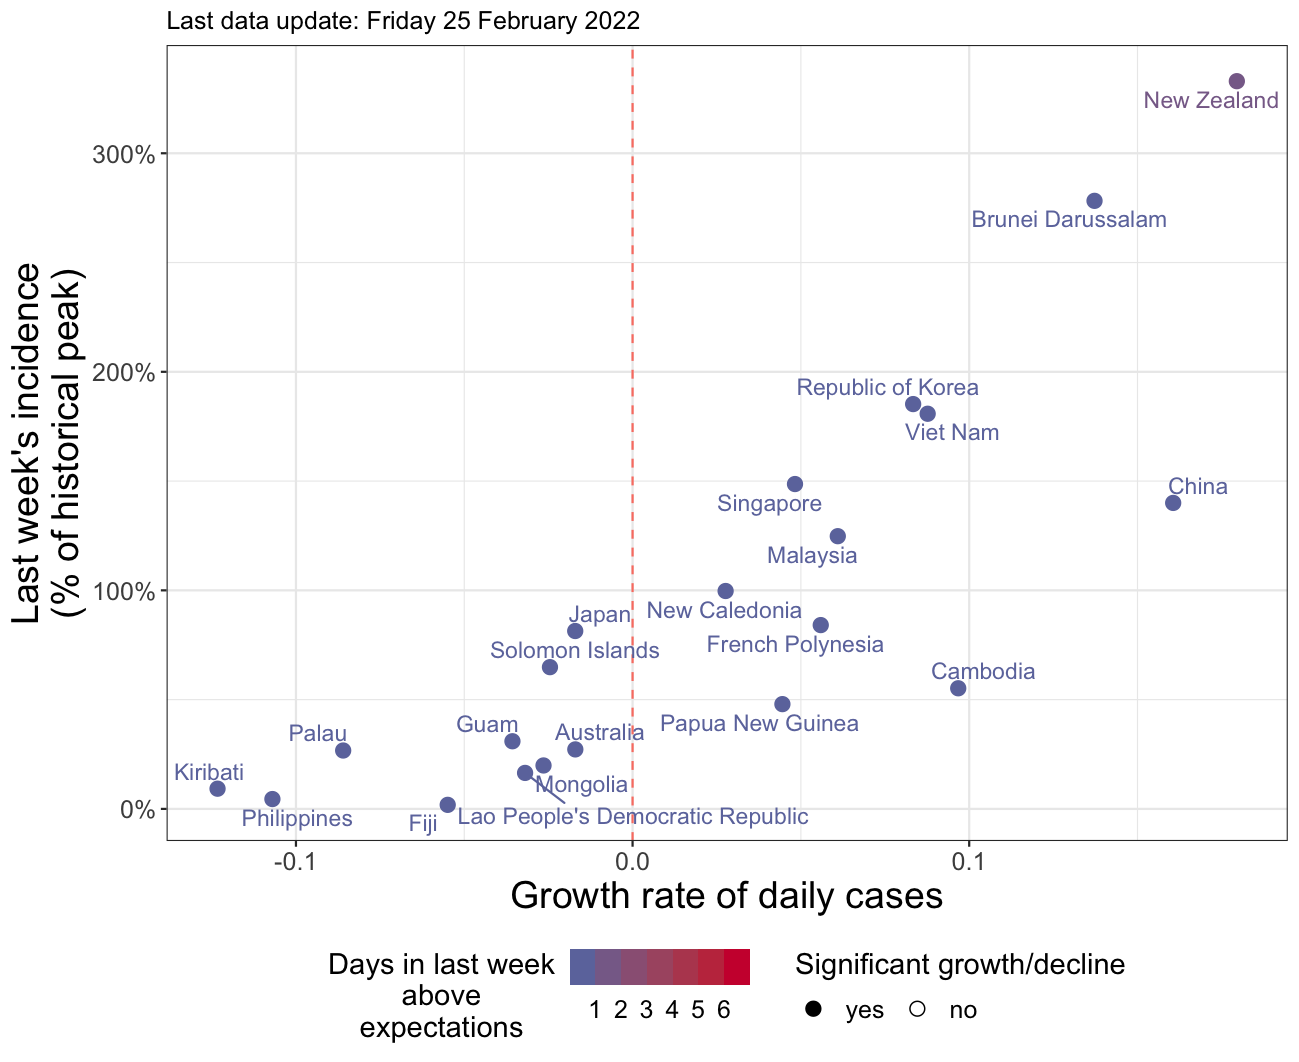 Last data update: Friday 25 February 2022
New Zealand
300%
Brunei Darussalam
Last week's incidence
(% of historical peak)
200%
Republic of Korea
Viet Nam
China
Singapore
Malaysia
100%
New Caledonia
Japan
French Polynesia
Solomon Islands
Cambodia
Papua New Guinea
Guam
Australia
Palau
Kiribati
Mongolia
0%
Philippines
Fiji
Lao People's Democratic Republic
-0.1
0.0
0.1
Growth rate of daily cases
Days in last week
above
expectations
1 2 3 4 5 6
Significant growth/decline
yes no